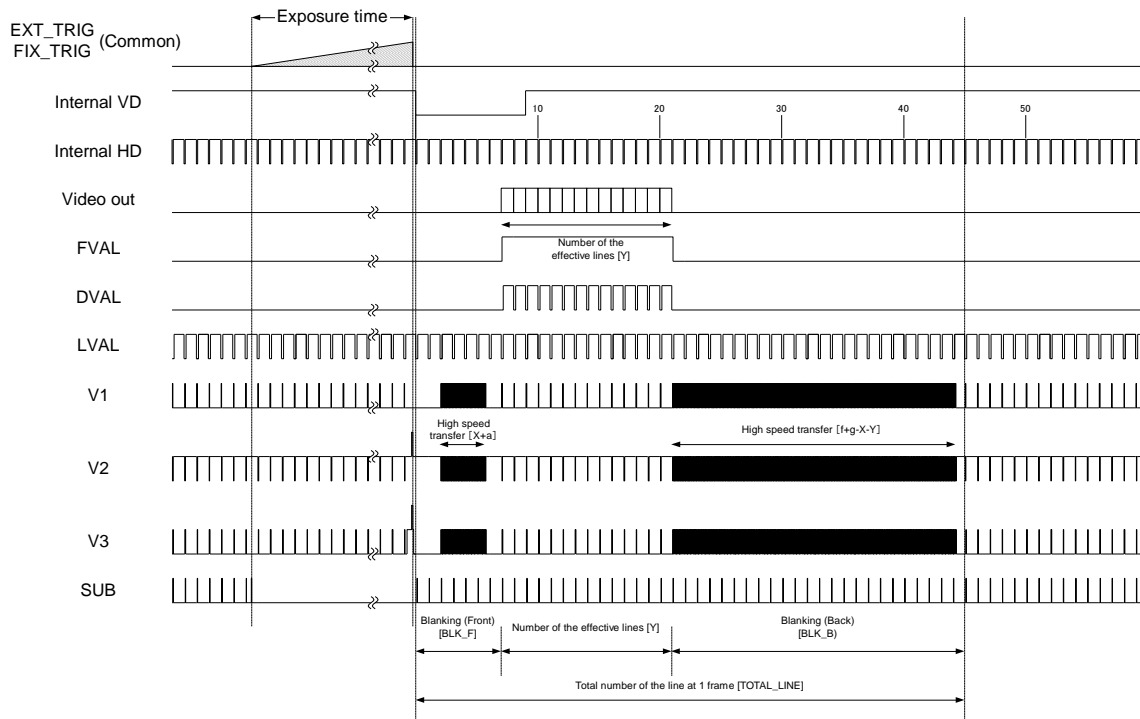 Exposure time
EXT_TRIG
FIX_TRIG (Common)
Internal VD
10 20 30 40 50
Internal HD
Video out
FVAL
Number of the
effective lines [Y]
DVAL
LVAL
V1
High speed
transfer [X+a]
High speed transfer [f+g-X-Y]
V2
V3
SUB
Blanking (Front)
[BLK_F]
Number of the effective lines [Y]
Blanking (Back)
[BLK_B)
Total number of the line at 1 frame [TOTAL_LINE]